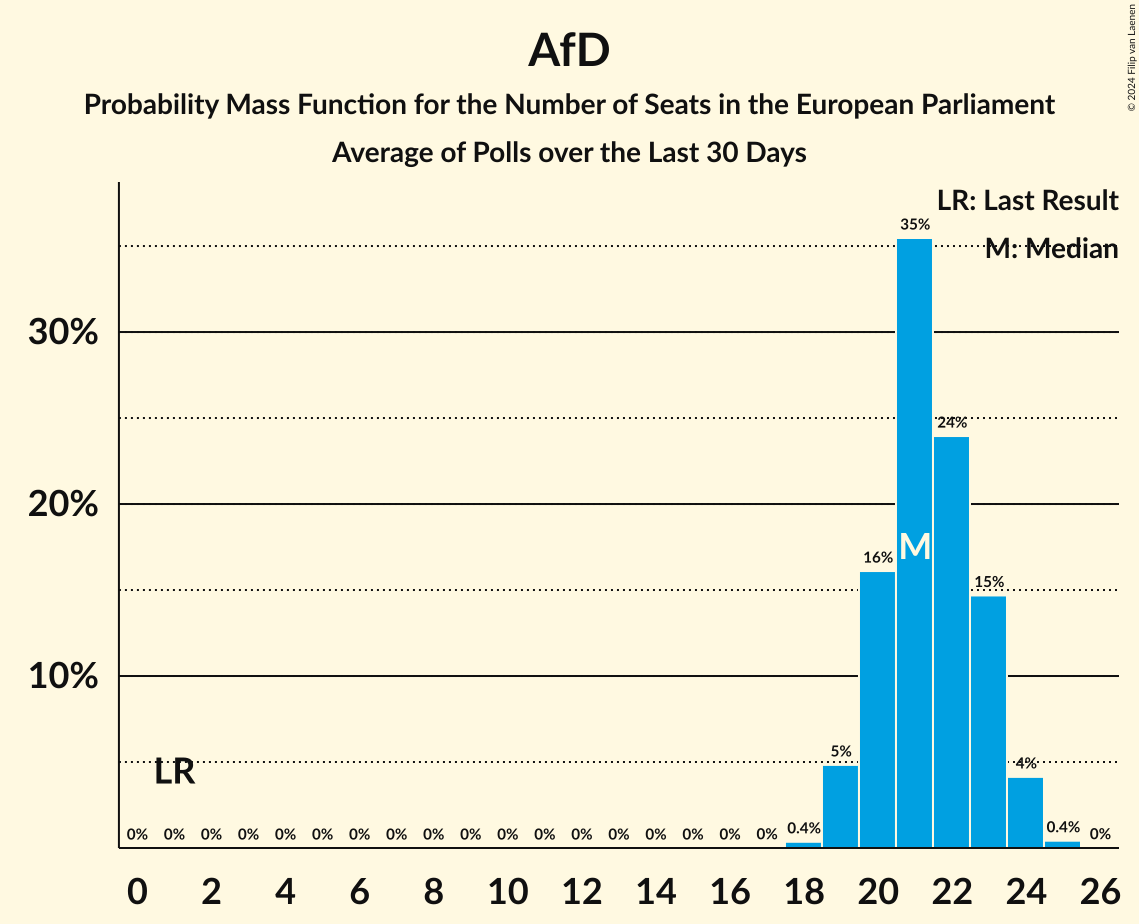 AfD
Probability Mass Function for the Number of Seats in the European Parliament
Average of Polls over the Last 30 Days
© 2024 Filip van Laenen
LR: Last Result
M: Median
35%
30%
24%
20%
16%
M
15%
10%
5%
4%
LR
0% 0% 0% 0% 0% 0% 0% 0% 0% 0% 0% 0% 0% 0% 0% 0% 0% 0% 0.4% 0.4% 0%
0 2 4 6 8 10 12 14 16 18 20 22 24 26